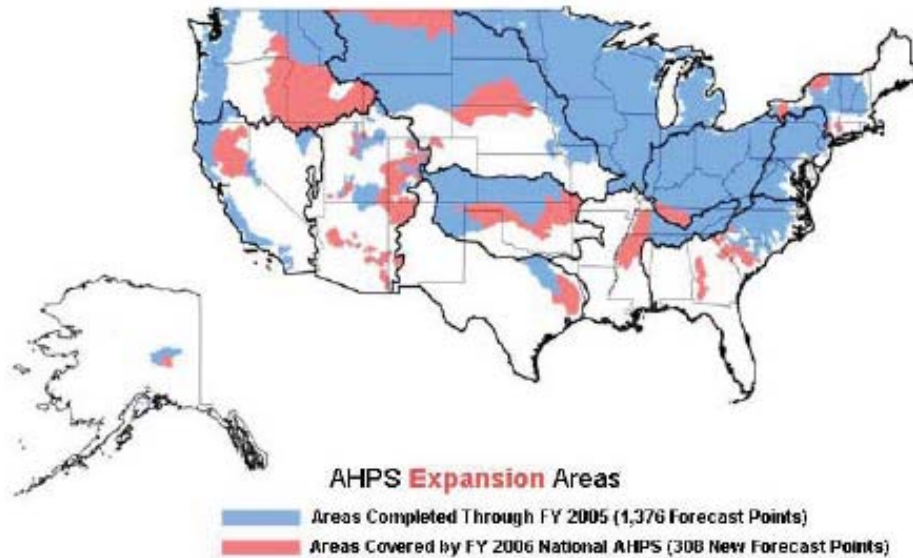 AHPS Expansion Areas
Areas Completed Through FY 2005 (1,376 Forecast Points)
Areas Covered by FY 2006 National AHPS (308 New Forecast Points)